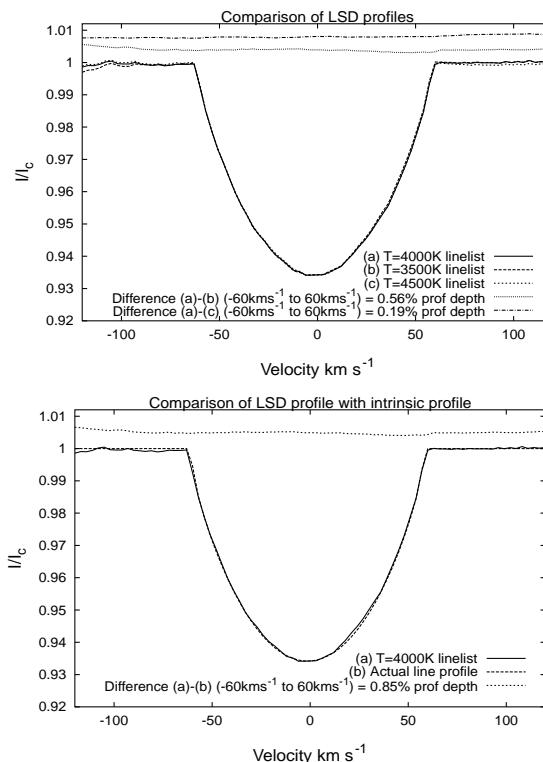 Comparison of LSD profiles
1.01
1
0.99
0.98
0.97
0.96
0.95
0.94
0.93
0.92
I/Ic
(a) T=4000K linelist
(b) T=3500K linelist
(c) T=4500K linelist
Difference (a)-(b) (-60kms⁻¹ to 60kms⁻¹) = 0.56% prof depth
Difference (a)-(c) (-60kms⁻¹ to 60kms⁻¹) = 0.19% prof depth
-100 -50 0 50 100
Velocity km s⁻¹
Comparison of LSD profile with intrinsic profile
1.01
1
0.99
0.98
0.97
0.96
0.95
0.94
0.93
0.92
I/Ic
(a) T=4000K linelist
(b) Actual line profile
Difference (a)-(b) (-60kms⁻¹ to 60kms⁻¹) = 0.85% prof depth
-100 -50 0 50 100
Velocity km s⁻¹